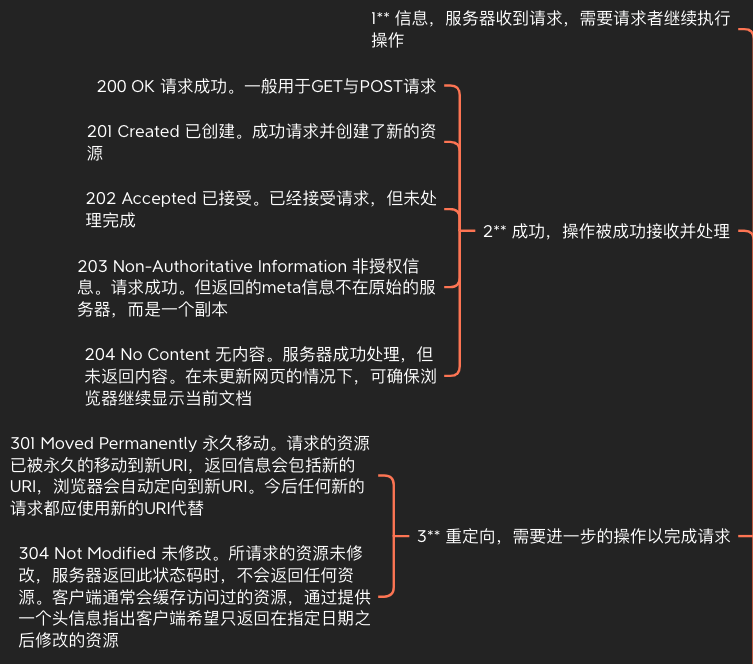 1** 信息，服务器收到请求，需要请求者继续执行
操作
200 OK 请求成功。一般用于GET与POST请求
201 Created 已创建。成功请求并创建了新的资
源
202 Accepted 已接受。已经接受请求，但未处
理完成
2** 成功，操作被成功接收并处理
203 Non-Authoritative Information 非授权信
息。请求成功。但返回的meta信息不在原始的服
务器，而是一个副本
204 No Content 无内容。服务器成功处理，但
未返回内容。在未更新网页的情况下，可确保浏
览器继续显示当前文档
301 Moved Permanently 永久移动。请求的资源
已被永久的移动到新URI，返回信息会包括新的
URI，浏览器会自动定向到新URI。今后任何新的
请求都应使用新的URI代替
3** 重定向，需要进一步的操作以完成请求
304 Not Modified 未修改。所请求的资源未修
改，服务器返回此状态码时，不会返回任何资
源。客户端通常会缓存访问过的资源，通过提供
一个头信息指出客户端希望只返回在指定日期之
后修改的资源